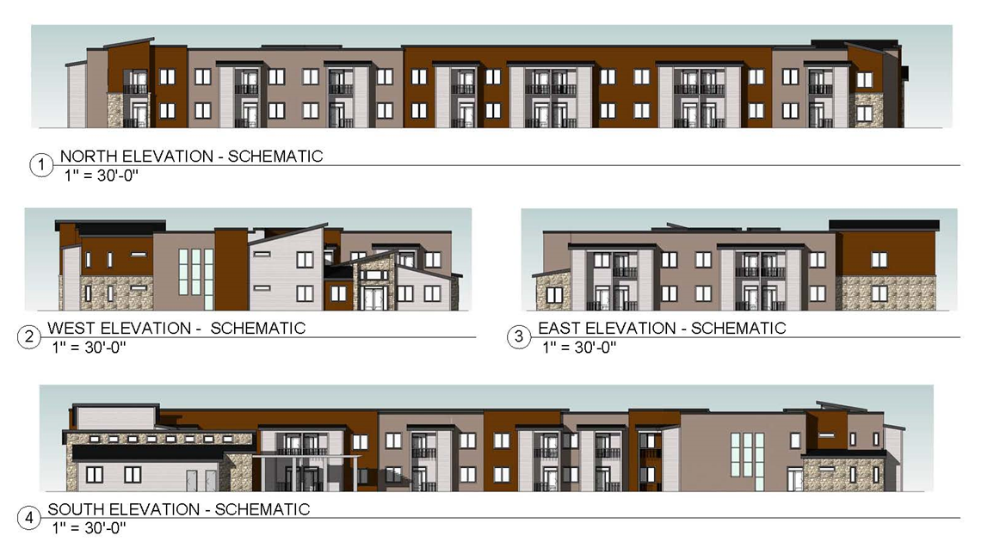 1 NORTH ELEVATION - SCHEMATIC
1" = 30'-0"
2 WEST ELEVATION - SCHEMATIC
1" = 30'-0"
3 EAST ELEVATION - SCHEMATIC
1" = 30'-0"
4 SOUTH ELEVATION - SCHEMATIC
1" = 30'-0"